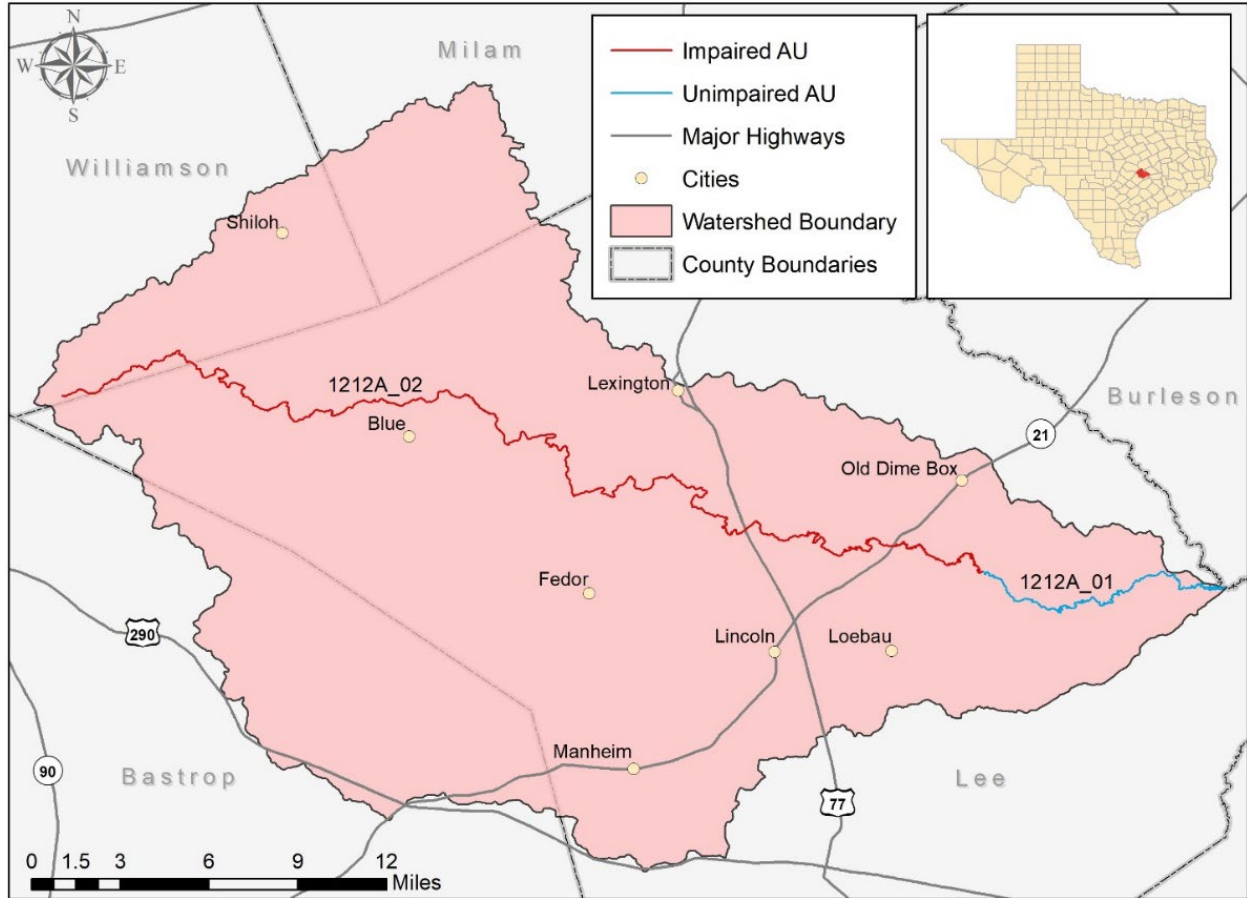 N
W
E
S
Milam
Williamson
Shiloh
Impaired AU
Unimpaired AU
Major Highways
Cities
Watershed Boundary
County Boundaries
1212A_02
Blue
Lexington
Burleson
21
Old Dime Box
1212A_01
Fedor
Lincoln
Loebau
290
Manheim
90
Bastrop
Lee
77
0 1.5 3 6 9 12
Miles